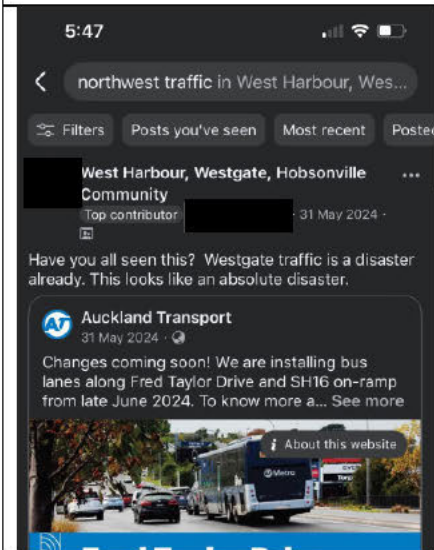 5:47
northwest traffic in West Harbour, Wes...
Filters
Posts you've seen
Most recent
Poste
West Harbour, Westgate, Hobsonville
Community
Top contributor
· 31 May 2024 ·
Have you all seen this? Westgate traffic is a disaster
already. This looks like an absolute disaster.
AT
Auckland Transport
31 May 2024 ·
Changes coming soon! We are installing bus
lanes along Fred Taylor Drive and SH16 on-ramp
from late June 2024. To know more a... See more
i About this website
Metro